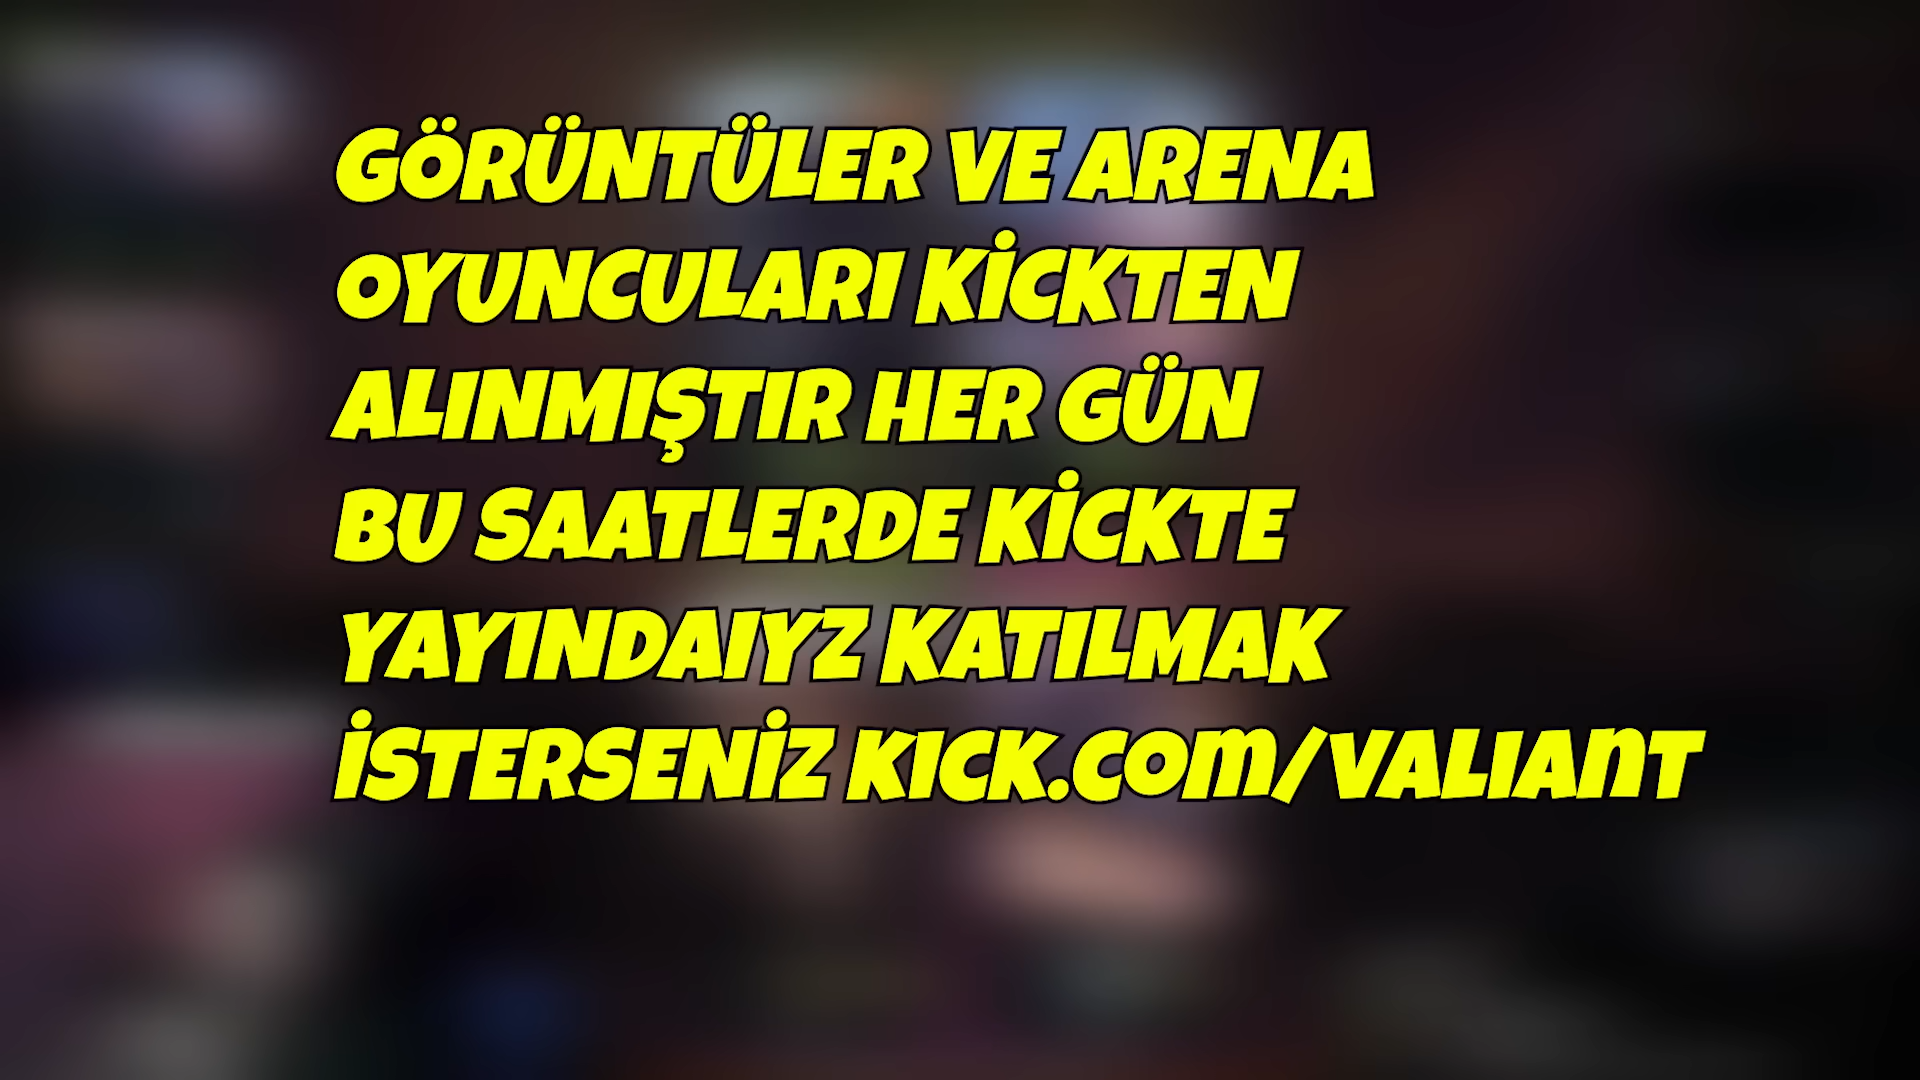 GÖRÜNTÜLER VE ARENA
OYUNCULARI KİCKTEN
ALINMIŞTIR HER GÜN
BU SAATLERDE KİCKTE
YAYINDAIYZ KATILMAK
İSTERSENİZ KICK.com/VALIAnT